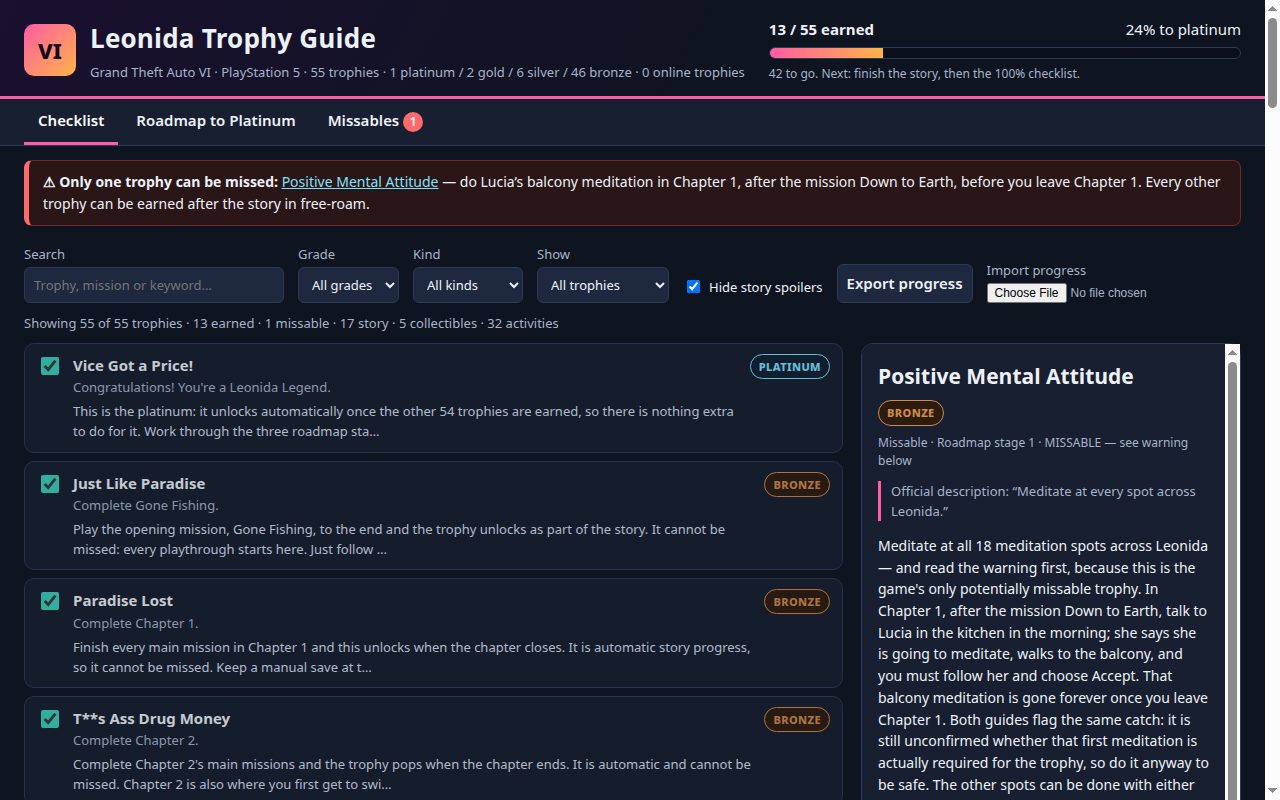 VI
Leonida Trophy Guide
Grand Theft Auto VI · PlayStation 5 · 55 trophies · 1 platinum / 2 gold / 6 silver / 46 bronze · 0 online trophies
13 / 55 earned
24% to platinum
42 to go. Next: finish the story, then the 100% checklist.
Checklist
Roadmap to Platinum
Missables 1
⚠ Only one trophy can be missed: Positive Mental Attitude — do Lucia's balcony meditation in Chapter 1, after the mission Down to Earth, before you leave Chapter 1. Every other
trophy can be earned after the story in free-roam.
Search
Trophy, mission or keyword...
Grade
All grades
Kind
All kinds
Show
All trophies
Hide story spoilers
Export progress
Import progress
Choose File No file chosen
Showing 55 of 55 trophies · 13 earned · 1 missable · 17 story · 5 collectibles · 32 activities
Vice Got a Price!
PLATINUM
Congratulations! You're a Leonida Legend.
This is the platinum: it unlocks automatically once the other 54 trophies are earned, so there is nothing extra
to do for it. Work through the three roadmap sta...
Just Like Paradise
BRONZE
Complete Gone Fishing.
Play the opening mission, Gone Fishing, to the end and the trophy unlocks as part of the story. It cannot be
missed: every playthrough starts here. Just follow ...
Paradise Lost
BRONZE
Complete Chapter 1.
Finish every main mission in Chapter 1 and this unlocks when the chapter closes. It is automatic story progress,
so it cannot be missed. Keep a manual save at t...
T**s Ass Drug Money
BRONZE
Complete Chapter 2.
Complete Chapter 2's main missions and the trophy pops when the chapter ends. It is automatic and cannot be
missed. Chapter 2 is also where you first get to swi...
Positive Mental Attitude
BRONZE
Missable · Roadmap stage 1 · MISSABLE — see warning
below
Official description: “Meditate at every spot across
Leonida.”
Meditate at all 18 meditation spots across Leonida
— and read the warning first, because this is the
game's only potentially missable trophy. In
Chapter 1, after the mission Down to Earth, talk to
Lucia in the kitchen in the morning; she says she
is going to meditate, walks to the balcony, and
you must follow her and choose Accept. That
balcony meditation is gone forever once you leave
Chapter 1. Both guides flag the same catch: it is
still unconfirmed whether that first meditation is
actually required for the trophy, so do it anyway to
be safe. The other spots can be done with either